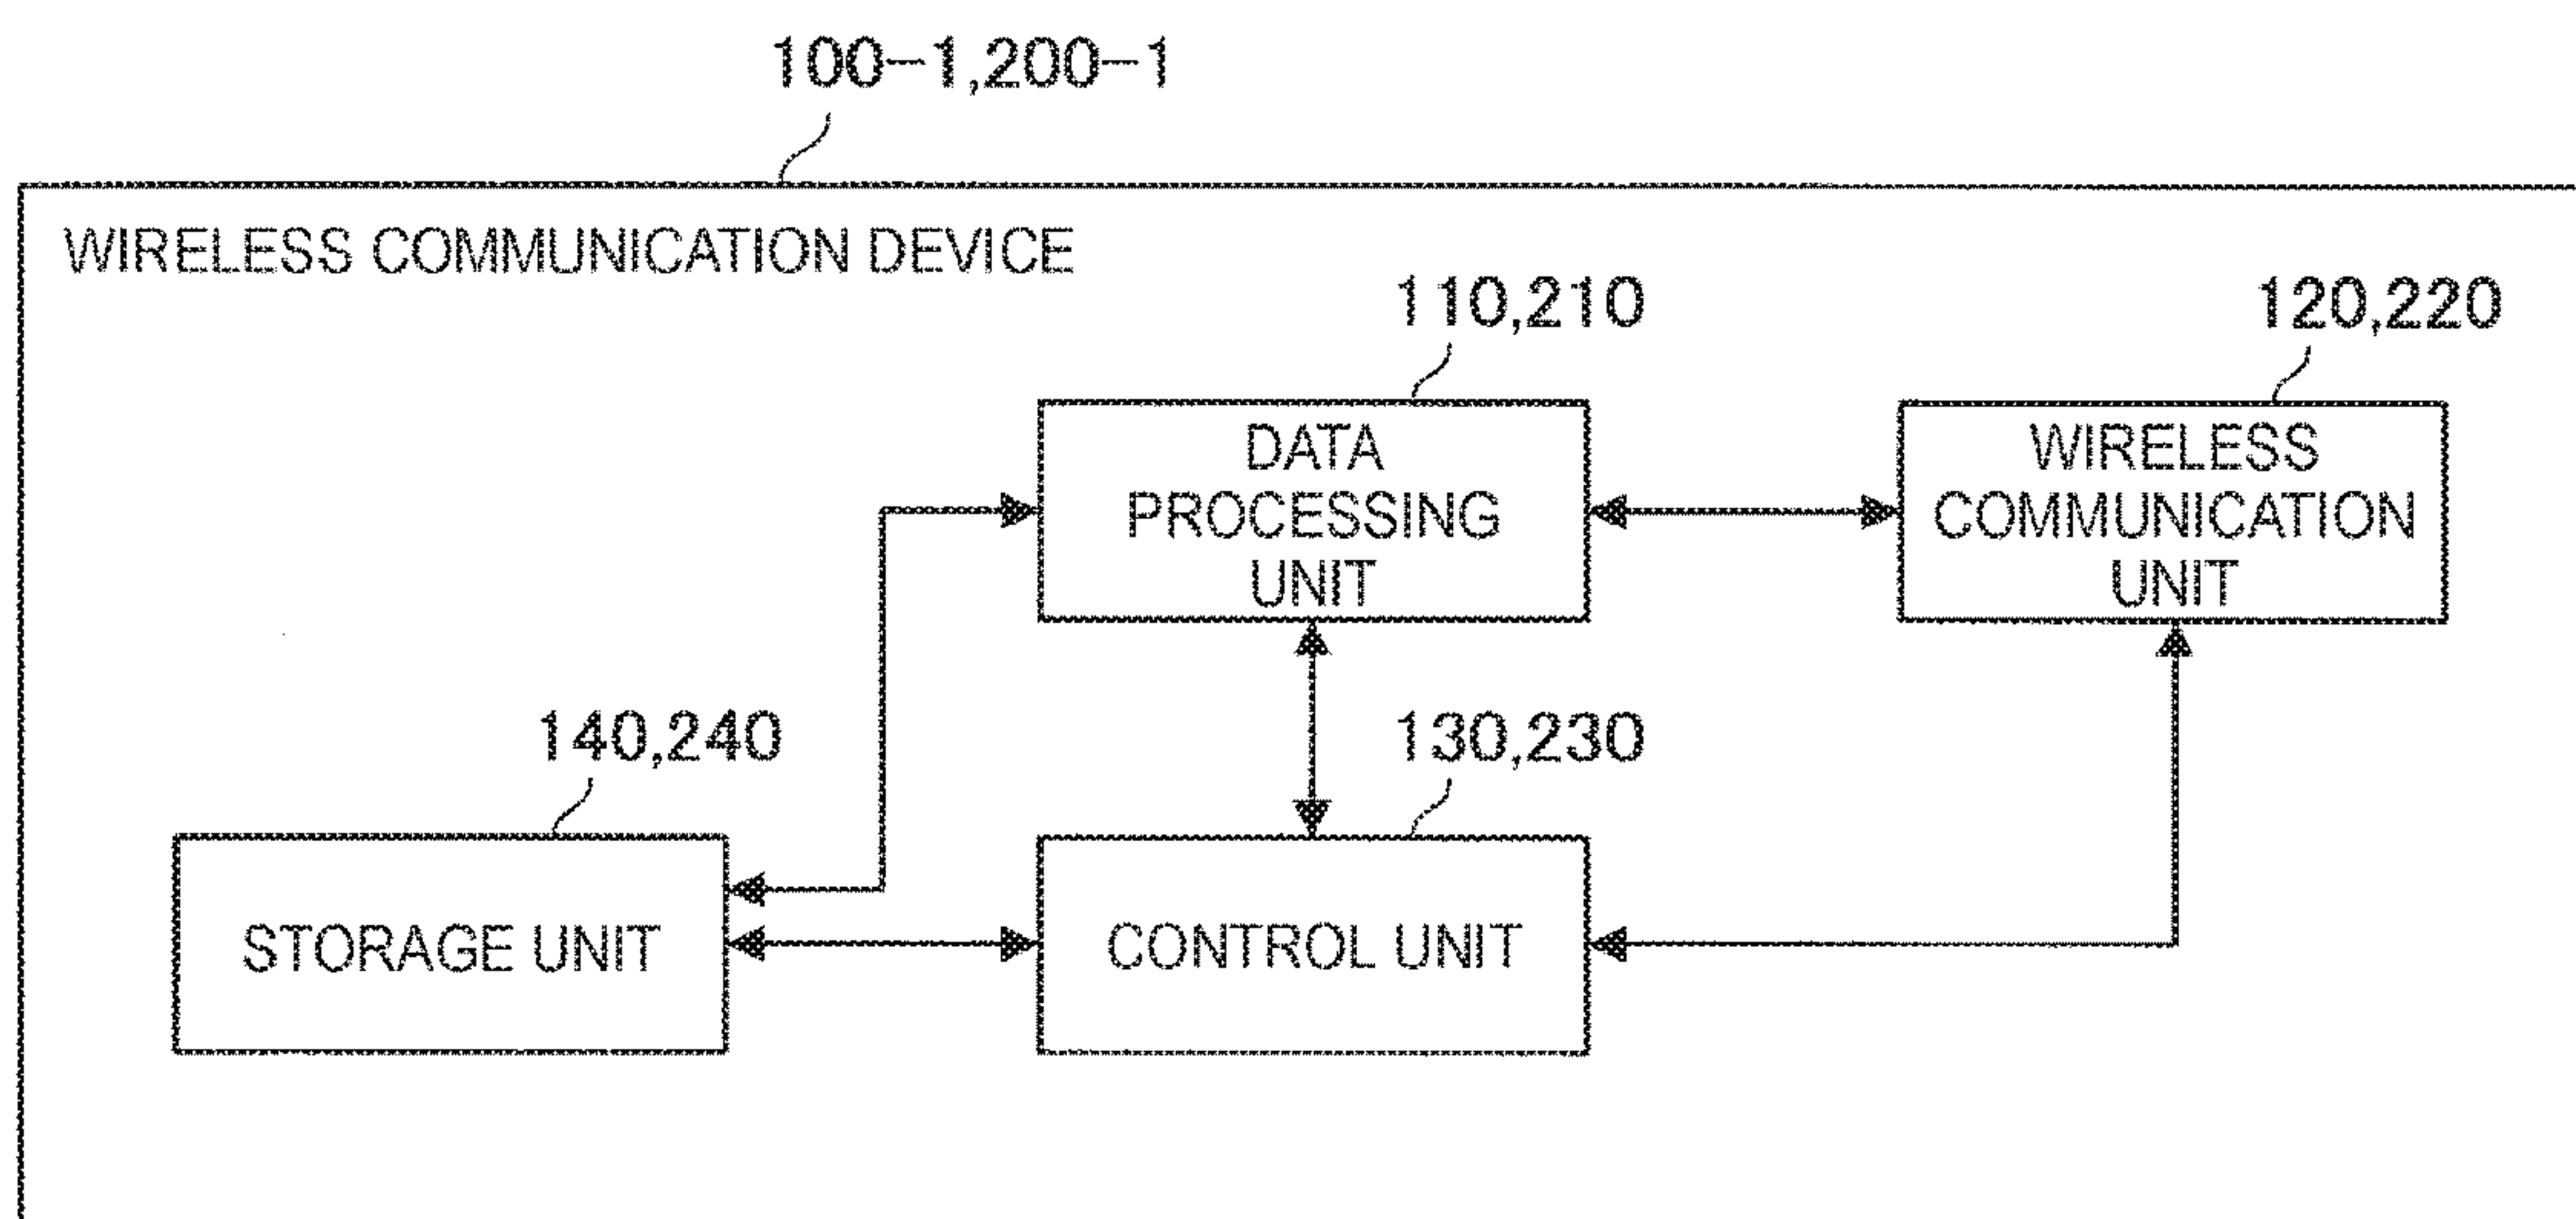 100-1,200-1
WIRELESS COMMUNICATION DEVICE
110,210
120,220
DATA
PROCESSING
UNIT
WIRELESS
COMMUNICATION
UNIT
140,240
130,230
STORAGE UNIT
CONTROL UNIT